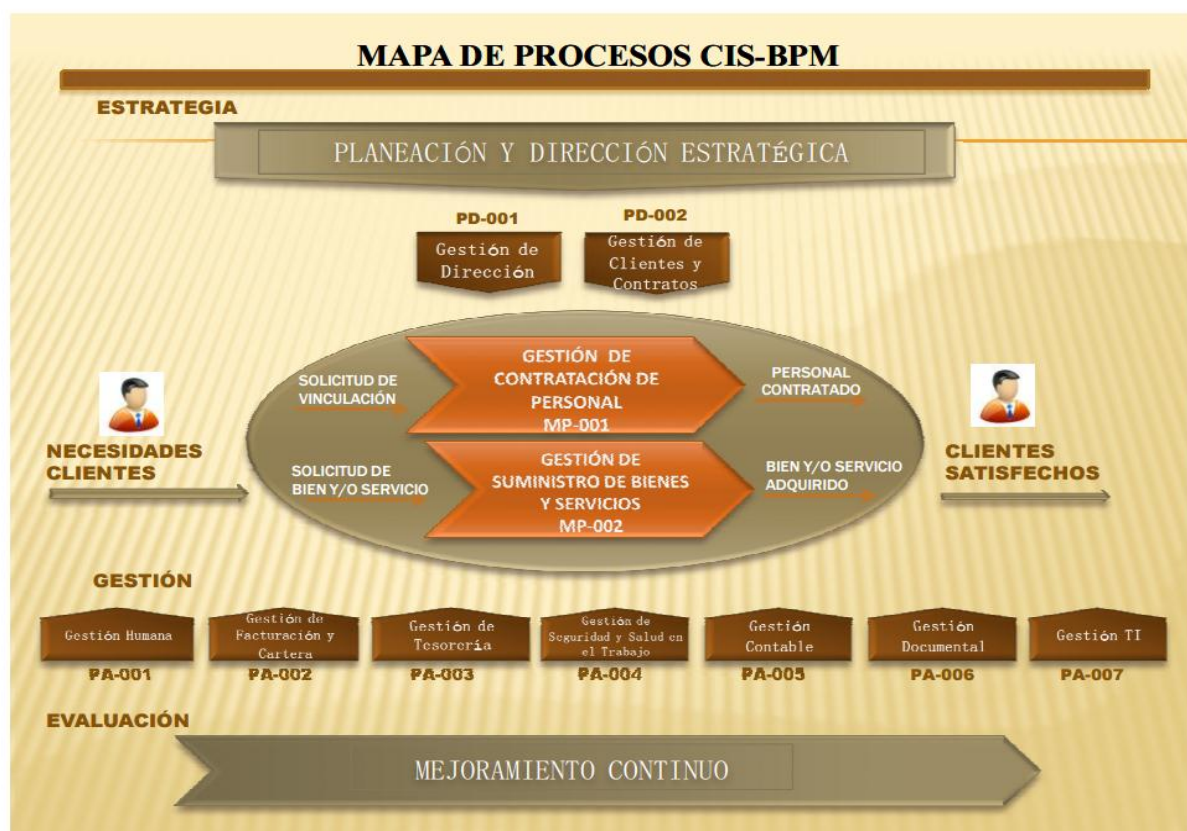 MAPA DE PROCESOS CIS-BPM
ESTRATEGIA
PLANEACIÓN Y DIRECCIÓN ESTRATÉGICA
PD-001
PD-002
Gestión de
Dirección
Gestión de
Clientes y
Contratos
NECESIDADES
CLIENTES
SOLICITUD DE
VINCULACIÓN
GESTIÓN DE
CONTRATACIÓN DE
PERSONAL
MP-001
PERSONAL
CONTRATADO
SOLICITUD DE
BIEN Y/O SERVICIO
GESTIÓN DE
SUMINISTRO DE BIENES
Y SERVICIOS
MP-002
BIEN Y/O SERVICIO
ADQUIRIDO
CLIENTES
SATISFECHOS
GESTIÓN
Gestión Humana
PA-001
Gestión de
Facturación y
Cartera
PA-002
Gestión de
Tesorería
PA-003
Gestión de
Seguridad y Salud en
el Trabajo
PA-004
Gestión
Contable
PA-005
Gestión
Documental
PA-006
Gestión TI
PA-007
EVALUACIÓN
MEJORAMIENTO CONTINUO